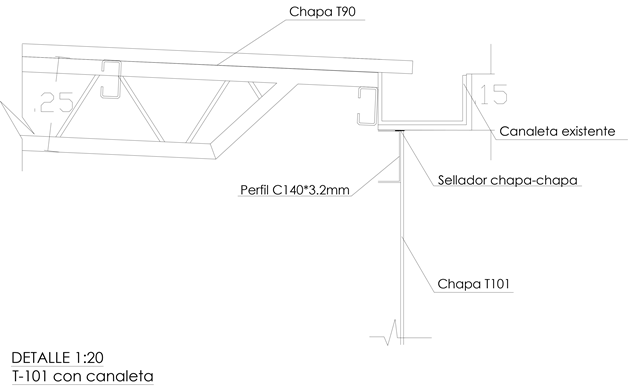 Chapa T90
.25
15
Canaleta existente
Sellador chapa-chapa
Perfil C140*3.2mm
Chapa T101
DETALLE 1:20
T-101 con canaleta